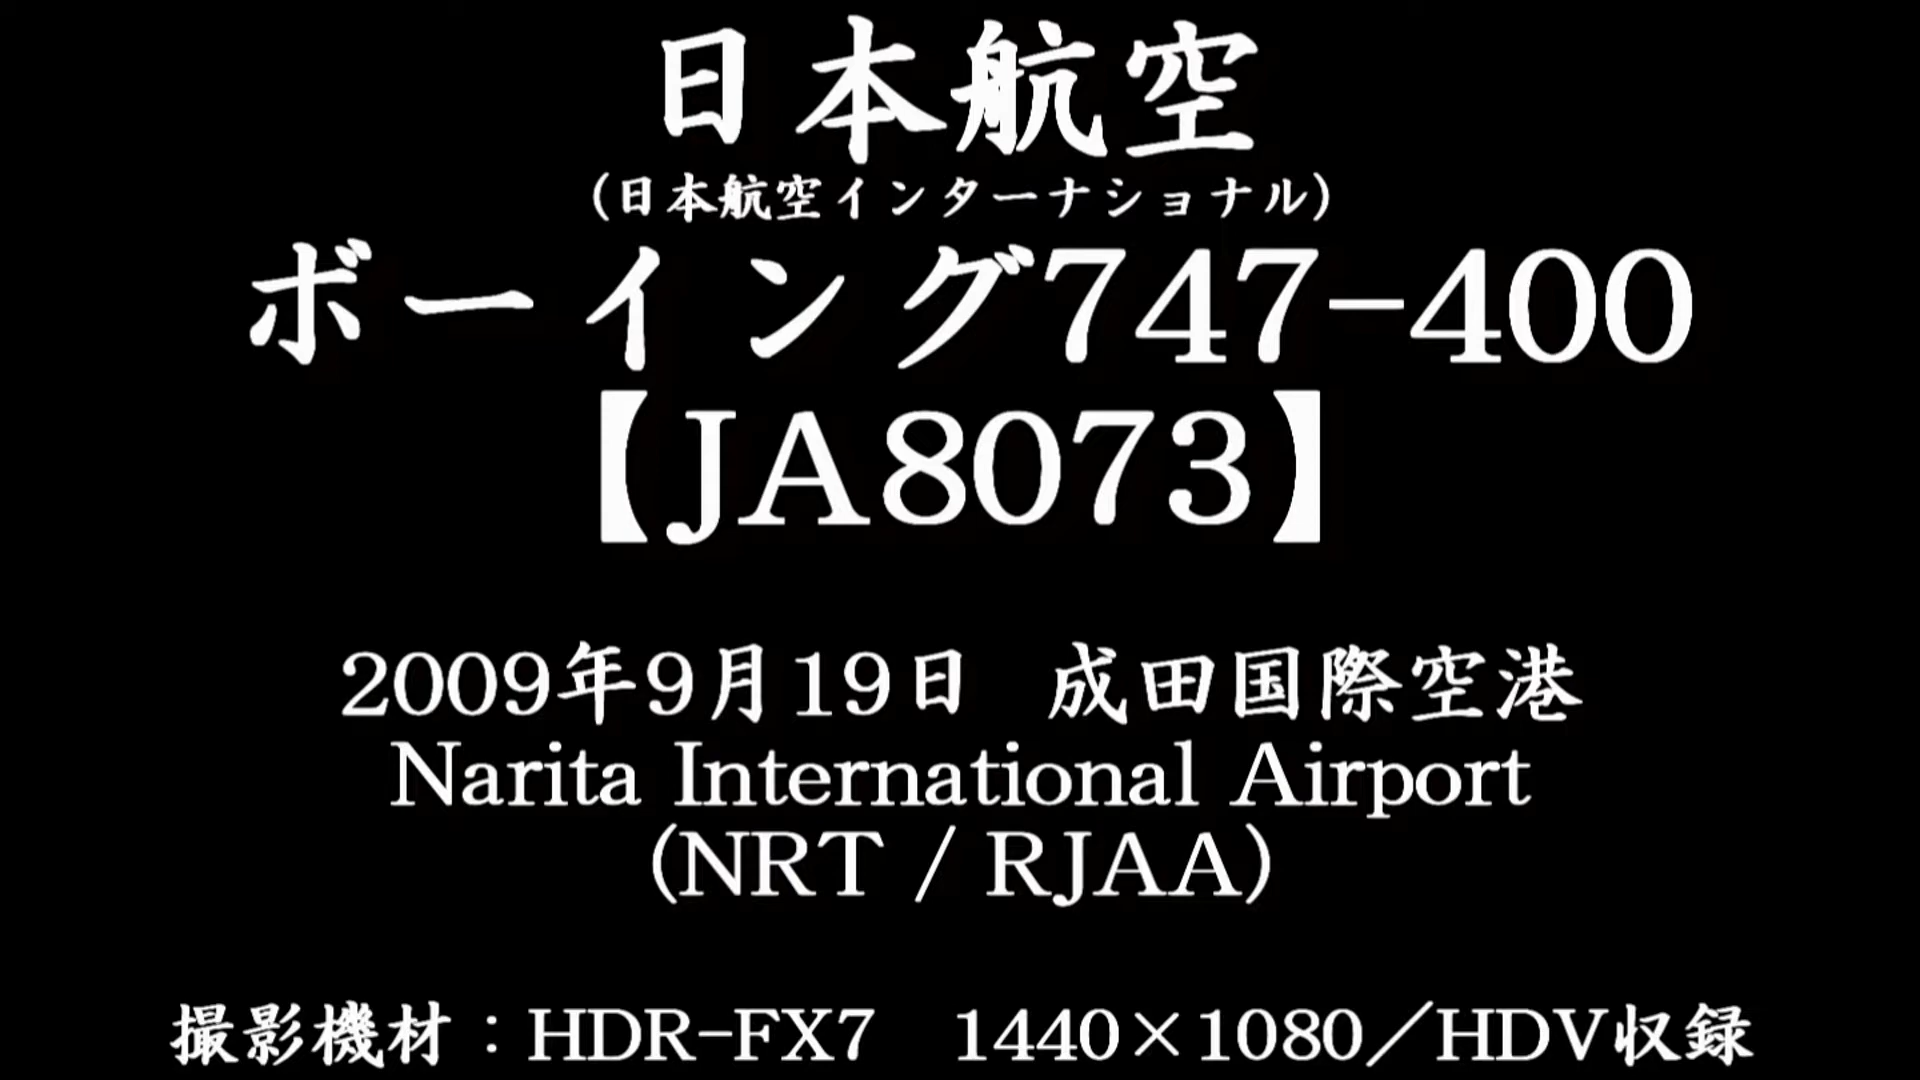 日本航空
（日本航空インターナショナル）
ボーイング747-400
【JA8073】
2009年9月19日　成田国際空港
Narita International Airport
(NRT / RJAA)
撮影機材：HDR-FX7　1440×1080／HDV収録